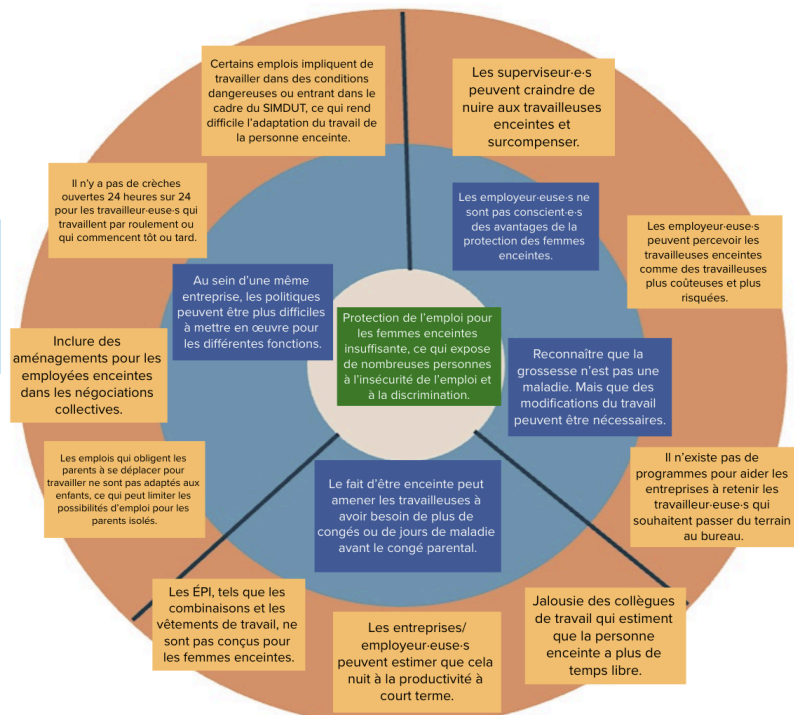 Certains emplois impliquent de
travailler dans des conditions
dangereuses ou entrant dans le
cadre du SIMDUT, ce qui rend
difficile l’adaptation du travail de
la personne enceinte.
Les superviseur·e·s
peuvent craindre de
nuire aux travailleuses
enceintes et
surcompenser.
Il n’y a pas de crèches
ouvertes 24 heures sur 24
pour les travailleur·euse·s qui
travaillent par roulement ou
qui commencent tôt ou tard.
Les employeur·euse·s ne
sont pas conscient·e·s
des avantages de la
protection des femmes
enceintes.
Les employeur·euse·s
peuvent percevoir les
travailleuses enceintes
comme des travailleuses
plus coûteuses et plus
risquées.
Au sein d’une même
entreprise, les politiques
peuvent être plus difficiles
à mettre en œuvre pour
les différentes fonctions.
Protection de l’emploi pour
les femmes enceintes
insuffisante, ce qui expose
de nombreuses personnes
à l’insécurité de l’emploi et
à la discrimination.
Inclure des
aménagements pour les
employées enceintes
dans les négociations
collectives.
Reconnaître que la
grossesse n’est pas une
maladie. Mais que des
modifications du travail
peuvent être nécessaires.
Les emplois qui obligent les
parents à se déplacer pour
travailler ne sont pas adaptés aux
enfants, ce qui peut limiter les
possibilités d’emploi pour les
parents isolés.
Le fait d’être enceinte peut
amener les travailleuses à
avoir besoin de plus de
congés ou de jours de maladie
avant le congé parental.
Il n’existe pas de
programmes pour aider les
entreprises à retenir les
travailleur·euse·s qui
souhaitent passer du terrain
au bureau.
Les ÉPI, tels que les
combinaisons et les
vêtements de travail, ne
sont pas conçus pour
les femmes enceintes.
Les entreprises/
employeur·euse·s
peuvent estimer que cela
nuit à la productivité à
court terme.
Jalousie des collègues
de travail qui estiment
que la personne
enceinte a plus de
temps libre.